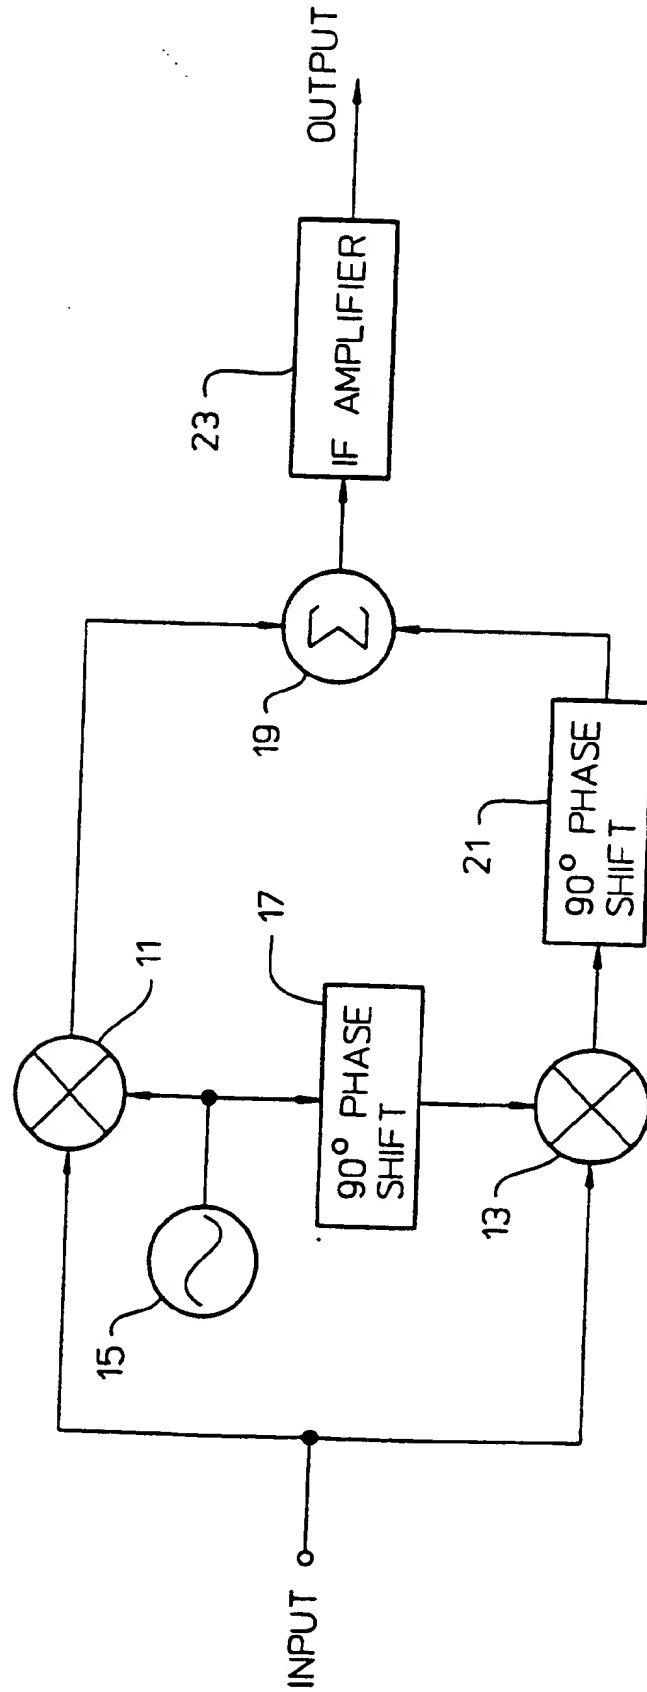 INPUT
15
11
17
90° PHASE
SHIFT
13
21
90° PHASE
SHIFT
19
Σ
23
IF AMPLIFIER
OUTPUT